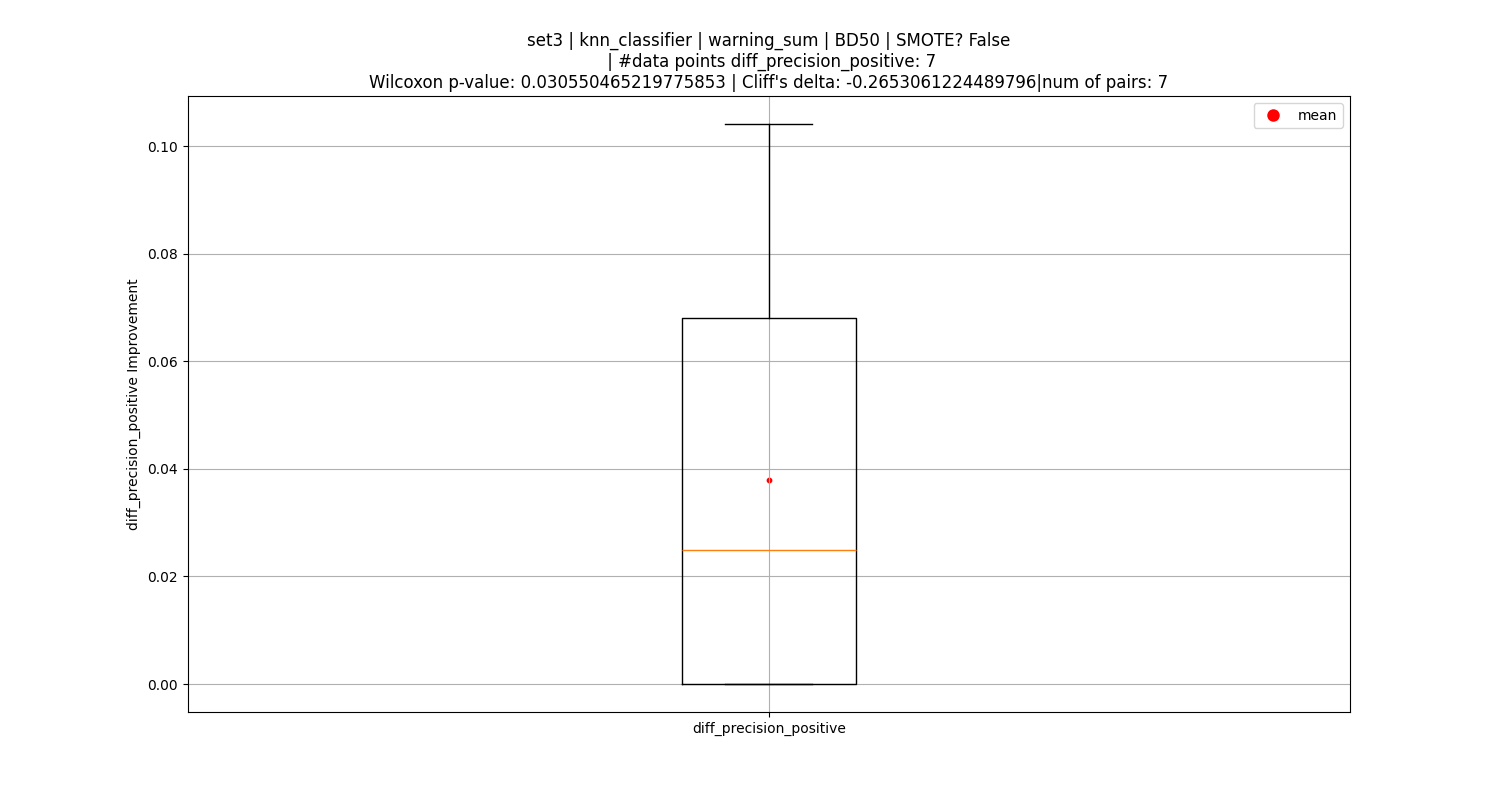 set3 | knn_classifier | warning_sum | BD50 | SMOTE? False
| #data points diff_precision_positive: 7
Wilcoxon p-value: 0.030550465219775853 | Cliff's delta: -0.2653061224489796|num of pairs: 7
mean
0.10
0.08
0.06
0.04
0.02
0.00
diff_precision_positive Improvement
diff_precision_positive